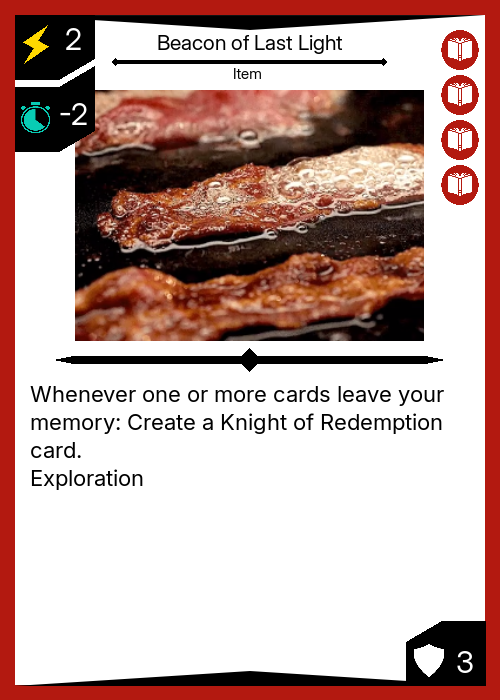 2
Beacon of Last Light
Item
-2
Whenever one or more cards leave your
memory: Create a Knight of Redemption
card.
Exploration
3